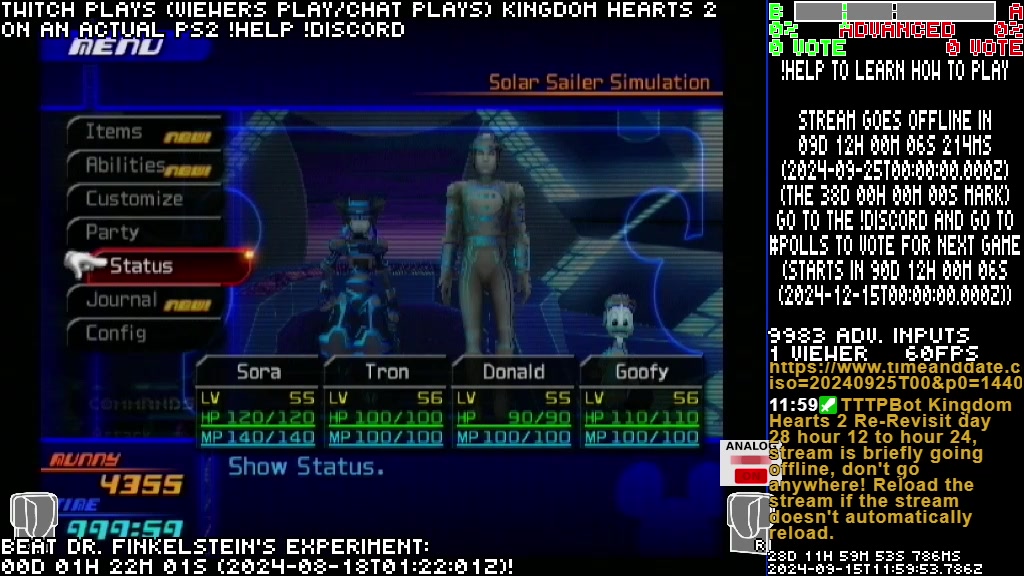 TWITCH PLAYS (VIEWERS PLAY/CHAT PLAYS) KINGDOM HEARTS 2
ON AN ACTUAL PS2 !HELP !DISCORD
MENU
Solar Sailer Simulation
Items new!
Abilities new!
Customize
Party
Status
Journal new!
Config
COMMANDS
Sora
LV 55
HP 120/120
MP 140/140
Tron
LV 56
HP 100/100
MP 100/100
Donald
LV 55
HP 90/90
MP 100/100
Goofy
LV 56
HP 110/110
MP 100/100
MUNNY
4355
TIME
999:59
Show Status.
ANALOG
R
BEAT DR. FINKELSTEIN'S EXPERIMENT:
00D 01H 22M 01S (2024-08-18T01:22:01Z)!
B A
0% ADVANCED 0%
0 VOTE 0 VOTE
!HELP TO LEARN HOW TO PLAY
STREAM GOES OFFLINE IN
09D 12H 00M 06S 214MS
(2024-09-25T00:00:00.000Z)
(THE 38D 00H 00M 00S MARK)
GO TO THE !DISCORD AND GO TO
#POLLS TO VOTE FOR NEXT GAME
(STARTS IN 90D 12H 00M 06S
(2024-12-15T00:00:00.000Z))
9983 ADV. INPUTS
1 VIEWER 60FPS
https://www.timeanddate.c
iso=20240925T00&p0=1440
11:59 TTTPBot Kingdom
Hearts 2 Re-Revisit day
28 hour 12 to hour 24,
stream is briefly going
offline, don't go
anywhere! Reload the
stream if the stream
doesn't automatically
reload.
28D 11H 59M 53S 786MS
2024-09-15T11:59:53.786Z